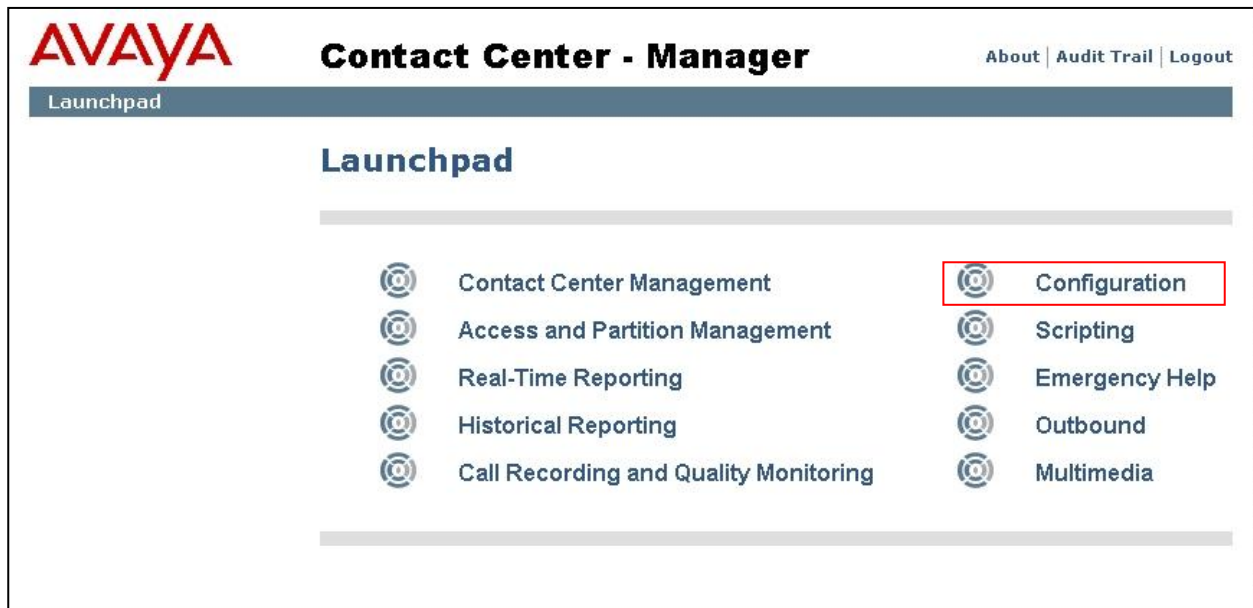 AVAYA
Contact Center - Manager
About | Audit Trail | Logout
Launchpad
Launchpad
Contact Center Management
Configuration
Access and Partition Management
Scripting
Real-Time Reporting
Emergency Help
Historical Reporting
Outbound
Call Recording and Quality Monitoring
Multimedia